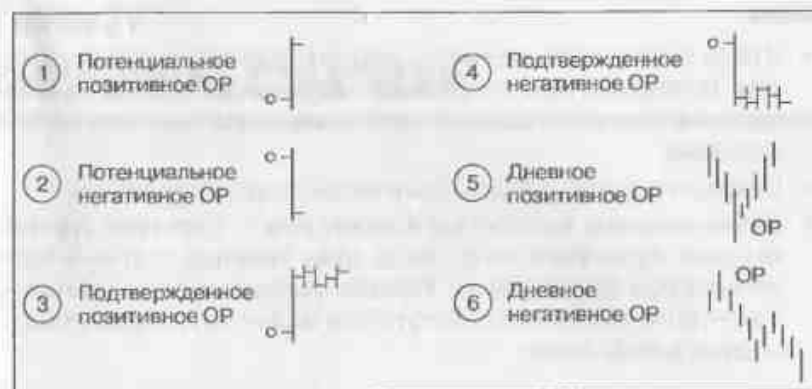 1 Потенциальное
позитивное ОР
о
2 Потенциальное
негативное ОР
о
3 Подтвержденное
позитивное ОР
о
4 Подтвержденное
негативное ОР
о
5 Дневное
позитивное ОР
ОР
6 Дневное
негативное ОР
ОР